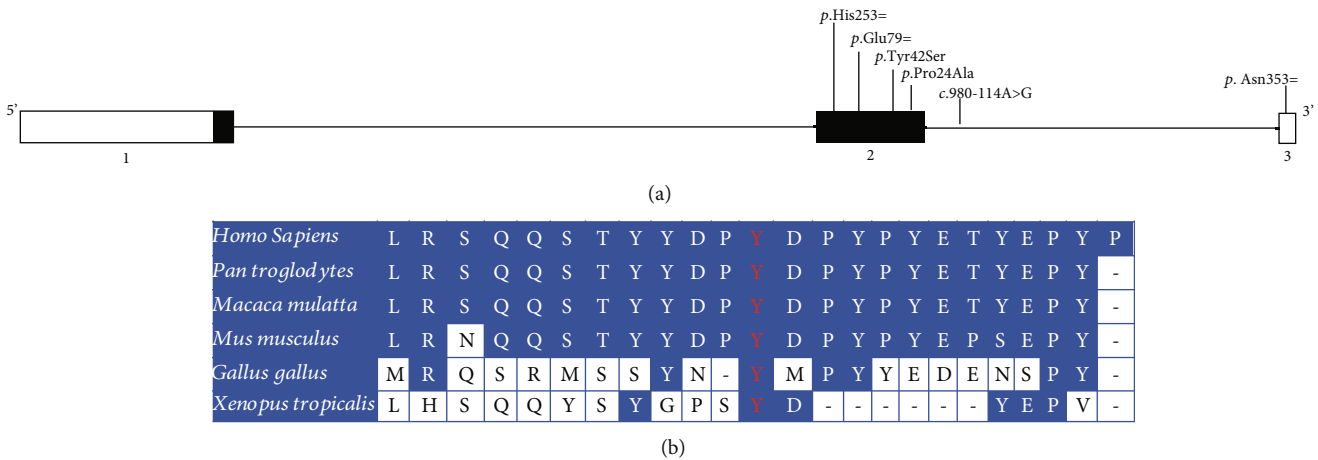 p.His253=
p.Glu79=
p.Tyr42Ser
p.Pro24Ala
c.980-114A>G
p. Asn353=
5’
3’
1
2
3
(a)
Homo Sapiens L R S Q Q S T Y Y D P Y D P Y P Y E T Y E P Y P
Pan troglodytes L R S Q Q S T Y Y D P Y D P Y P Y E T Y E P Y -
Macaca mulatta L R S Q Q S T Y Y D P Y D P Y P Y E T Y E P Y -
Mus musculus L R N Q Q S T Y Y D P Y D P Y P Y E P S E P Y -
Gallus gallus M R Q S R M S S Y N - Y M P Y Y E D E N S P Y -
Xenopus tropicalis L H S Q Q Y S Y G P S Y D - - - - - - Y E P V -
(b)